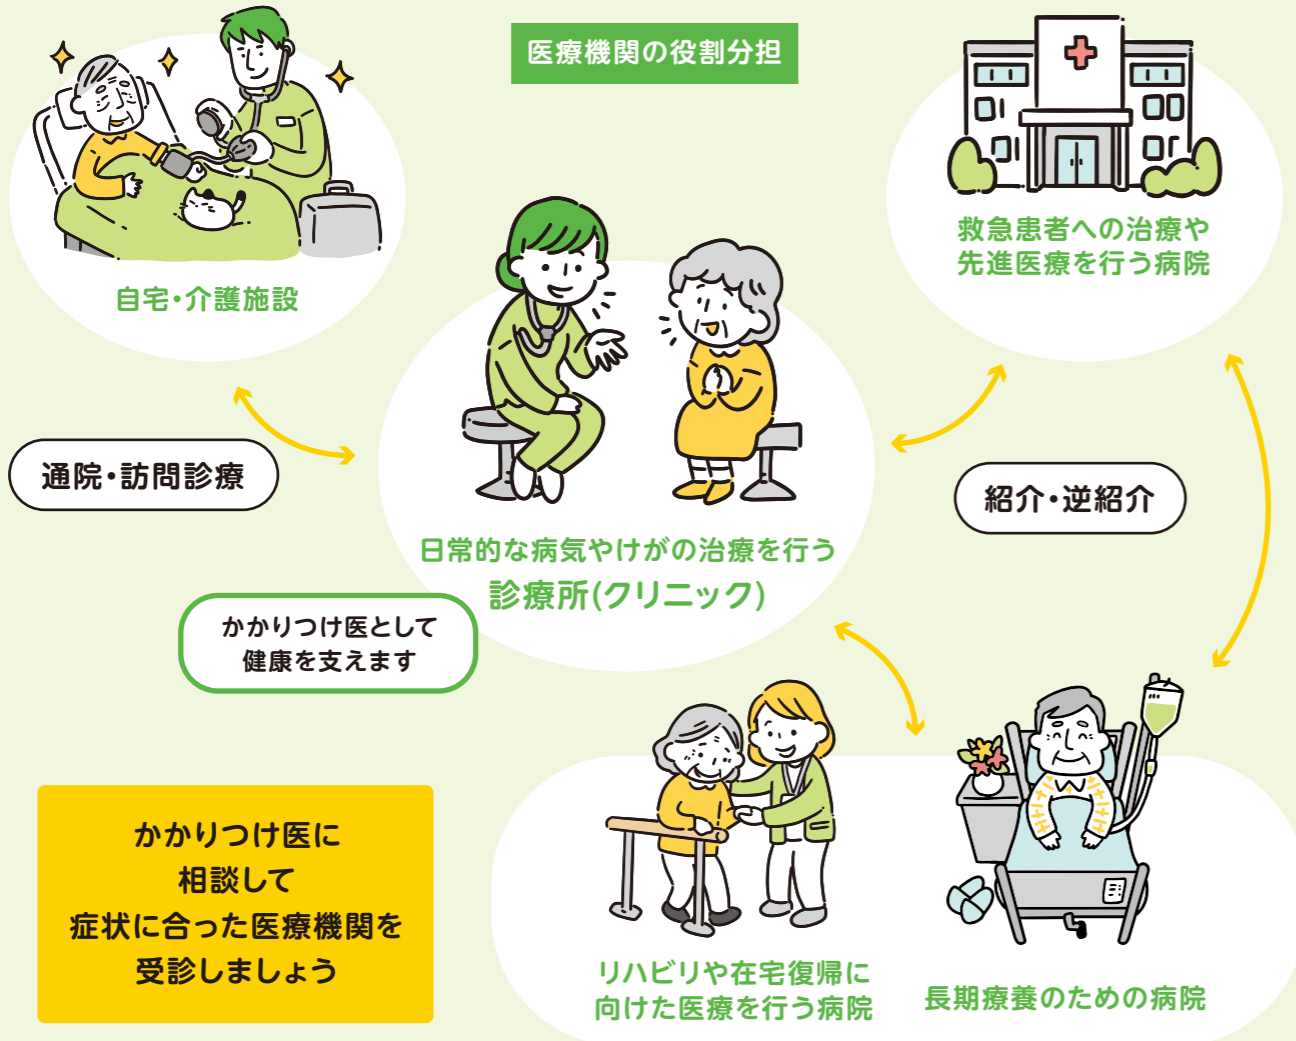 医療機関の役割分担
自宅・介護施設
救急患者への治療や
先進医療を行う病院
通院・訪問診療
紹介・逆紹介
日常的な病気やけがの治療を行う
診療所(クリニック)
かかりつけ医として
健康を支えます
かかりつけ医に
相談して
症状に合った医療機関を
受診しましょう
リハビリや在宅復帰に
向けた医療を行う病院
長期療養のための病院